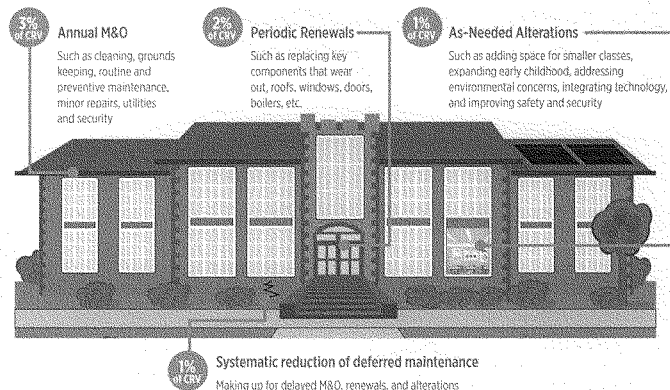 3%
of CRV
Annual M&O
Such as cleaning, grounds
keeping, routine and
preventive maintenance,
minor repairs, utilities
and security
2%
of CRV
Periodic Renewals
Such as replacing key
components that wear
out, roofs, windows, doors,
boilers, etc.
1%
of CRV
As-Needed Alterations
Such as adding space for smaller classes,
expanding early childhood, addressing
environmental concerns, integrating technology,
and improving safety and security
1%
of CRV
Systematic reduction of deferred maintenance
Making up for delayed M&O, renewals, and alterations